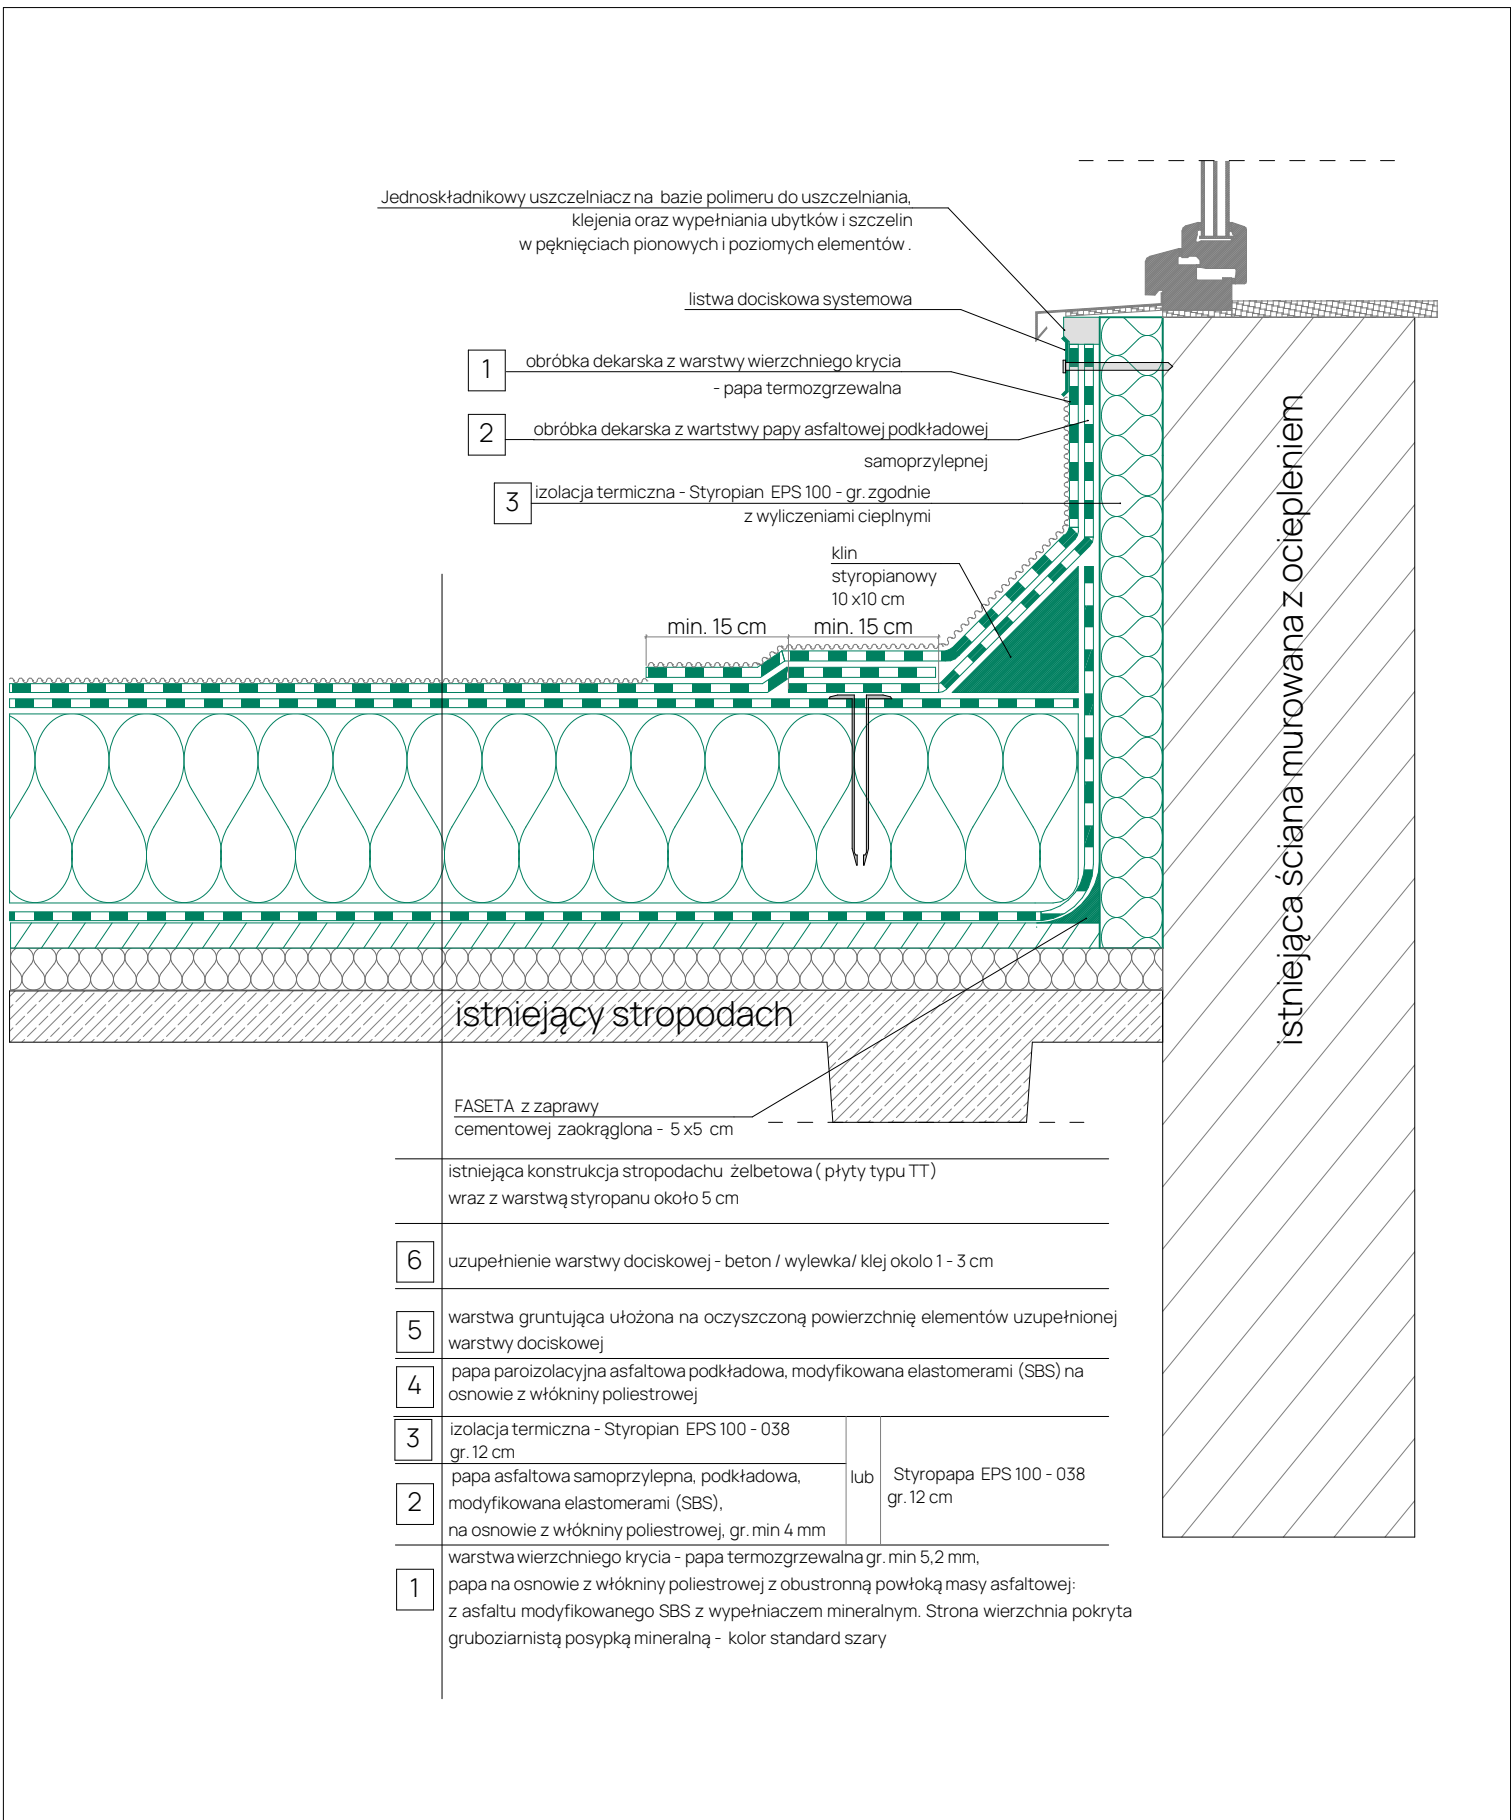 Jednoskładnikowy uszczelniacz na bazie polimeru do uszczelniania,
klejenia oraz wypełniania ubytków i szczelin
w pęknięciach pionowych i poziomych elementów .
listwa dociskowa systemowa
1
obróbka dekarska z warstwy wierzchniego krycia
- papa termozgrzewalna
2
obróbka dekarska z wartstwy papy asfaltowej podkładowej
samoprzylepnej
3
izolacja termiczna - Styropian EPS 100 - gr. zgodnie
z wyliczeniami cieplnymi
klin
styropianowy
10 x10 cm
min. 15 cm
min. 15 cm
istniejąca ściana murowana z ociepleniem
istniejący stropodach
FASETA z zaprawy
cementowej zaokrąglona - 5 x5 cm
istniejąca konstrukcja stropodachu żelbetowa ( płyty typu TT)
wraz z warstwą styropanu około 5 cm
6
uzupełnienie warstwy dociskowej - beton / wylewka/ klej okolo 1 - 3 cm
5
warstwa gruntująca ułożona na oczyszczoną powierzchnię elementów uzupełnionej
warstwy dociskowej
4
papa paroizolacyjna asfaltowa podkładowa, modyfikowana elastomerami (SBS) na
osnowie z włókniny poliestrowej
3
izolacja termiczna - Styropian EPS 100 - 038
gr. 12 cm
2
papa asfaltowa samoprzylepna, podkładowa,
modyfikowana elastomerami (SBS),
na osnowie z włókniny poliestrowej, gr. min 4 mm
lub
Styropapa EPS 100 - 038
gr. 12 cm
1
warstwa wierzchniego krycia - papa termozgrzewalna gr. min 5,2 mm,
papa na osnowie z włókniny poliestrowej z obustronną powłoką masy asfaltowej:
z asfaltu modyfikowanego SBS z wypełniaczem mineralnym. Strona wierzchnia pokryta
gruboziarnistą posypką mineralną - kolor standard szary